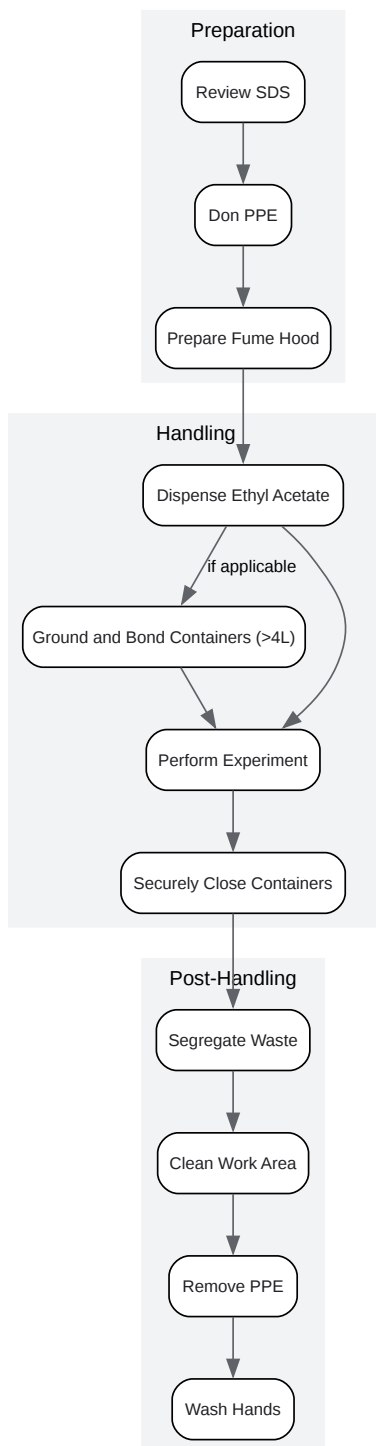 Preparation
Review SDS
Don PPE
Prepare Fume Hood
Handling
Dispense Ethyl Acetate
if applicable
Ground and Bond Containers (>4L)
Perform Experiment
Securely Close Containers
Post-Handling
Segregate Waste
Clean Work Area
Remove PPE
Wash Hands